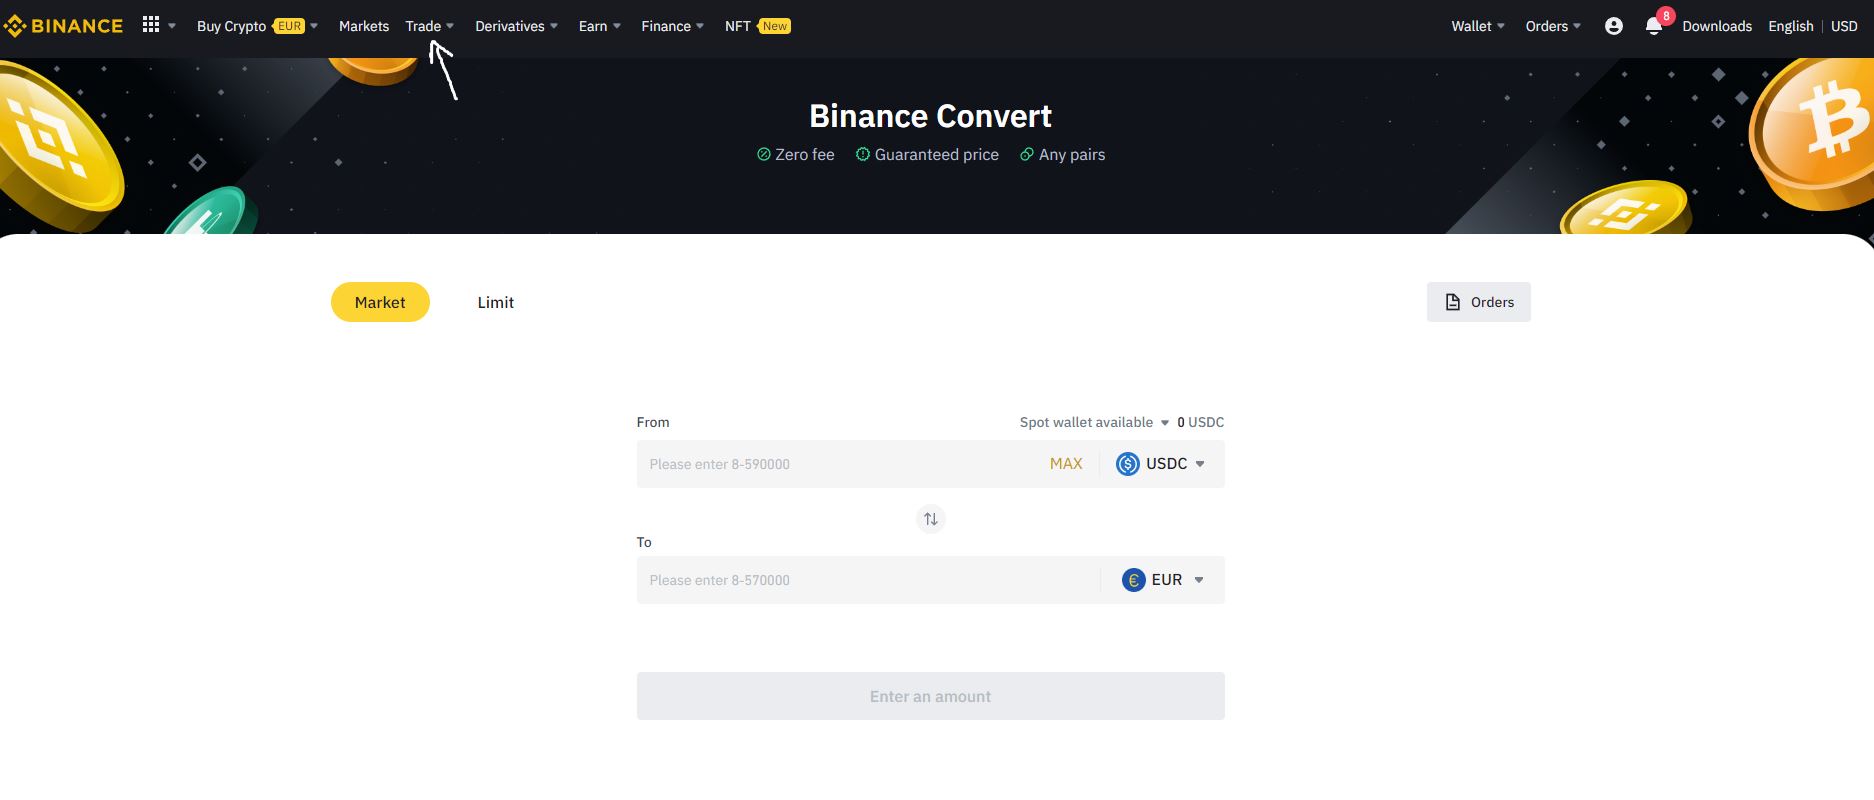 BINANCE Buy Crypto EUR Markets Trade Derivatives Earn Finance NFT New Wallet Orders 8 Downloads English | USD
Binance Convert
Zero fee Guaranteed price Any pairs
Market Limit Orders
From Spot wallet available 0 USDC
Please enter 8-590000 MAX USDC
To
Please enter 8-570000 € EUR
Enter an amount